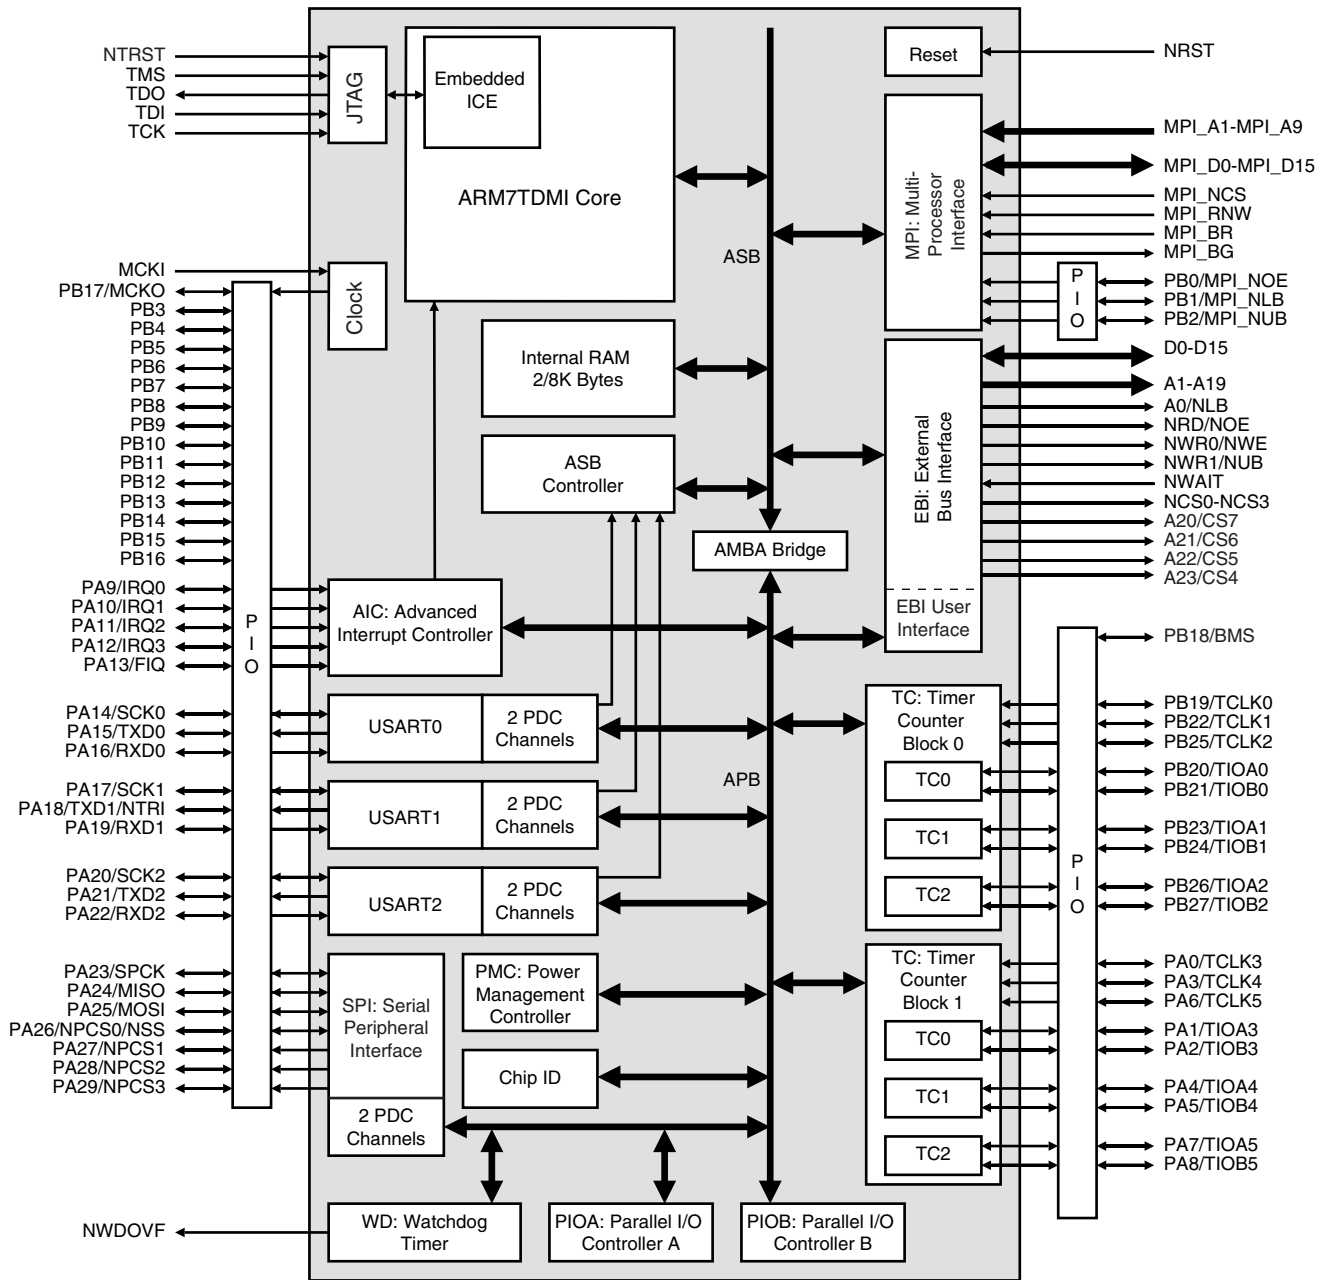 NTRST
TMS
TDO
TDI
TCK
JTAG
Embedded
ICE
ARM7TDMI Core
Reset
NRST
MPI: Multi-
Processor
Interface
MPI_A1-MPI_A9
MPI_D0-MPI_D15
MPI_NCS
MPI_RNW
MPI_BR
MPI_BG
P
I
O
PB0/MPI_NOE
PB1/MPI_NLB
PB2/MPI_NUB
ASB
MCKI
PB17/MCKO
PB3
PB4
PB5
PB6
PB7
PB8
PB9
PB10
PB11
PB12
PB13
PB14
PB15
PB16
Clock
Internal RAM
2/8K Bytes
ASB
Controller
AMBA Bridge
EBI: External
Bus Interface
EBI User
Interface
D0-D15
A1-A19
A0/NLB
NRD/NOE
NWR0/NWE
NWR1/NUB
NWAIT
NCS0-NCS3
A20/CS7
A21/CS6
A22/CS5
A23/CS4
PA9/IRQ0
PA10/IRQ1
PA11/IRQ2
PA12/IRQ3
PA13/FIQ
P
I
O
AIC: Advanced
Interrupt Controller
PB18/BMS
PA14/SCK0
PA15/TXD0
PA16/RXD0
USART0
2 PDC
Channels
PA17/SCK1
PA18/TXD1/NTRI
PA19/RXD1
USART1
2 PDC
Channels
APB
PA20/SCK2
PA21/TXD2
PA22/RXD2
USART2
2 PDC
Channels
TC: Timer
Counter
Block 0
TC0
TC1
TC2
P
I
O
PB19/TCLK0
PB22/TCLK1
PB25/TCLK2
PB20/TIOA0
PB21/TIOB0
PB23/TIOA1
PB24/TIOB1
PB26/TIOA2
PB27/TIOB2
PA23/SPCK
PA24/MISO
PA25/MOSI
PA26/NPCS0/NSS
PA27/NPCS1
PA28/NPCS2
PA29/NPCS3
SPI: Serial
Peripheral
Interface
2 PDC
Channels
PMC: Power
Management
Controller
Chip ID
TC: Timer
Counter
Block 1
TC0
TC1
TC2
PA0/TCLK3
PA3/TCLK4
PA6/TCLK5
PA1/TIOA3
PA2/TIOB3
PA4/TIOA4
PA5/TIOB4
PA7/TIOA5
PA8/TIOB5
NWDOVF
WD: Watchdog
Timer
PIOA: Parallel I/O
Controller A
PIOB: Parallel I/O
Controller B